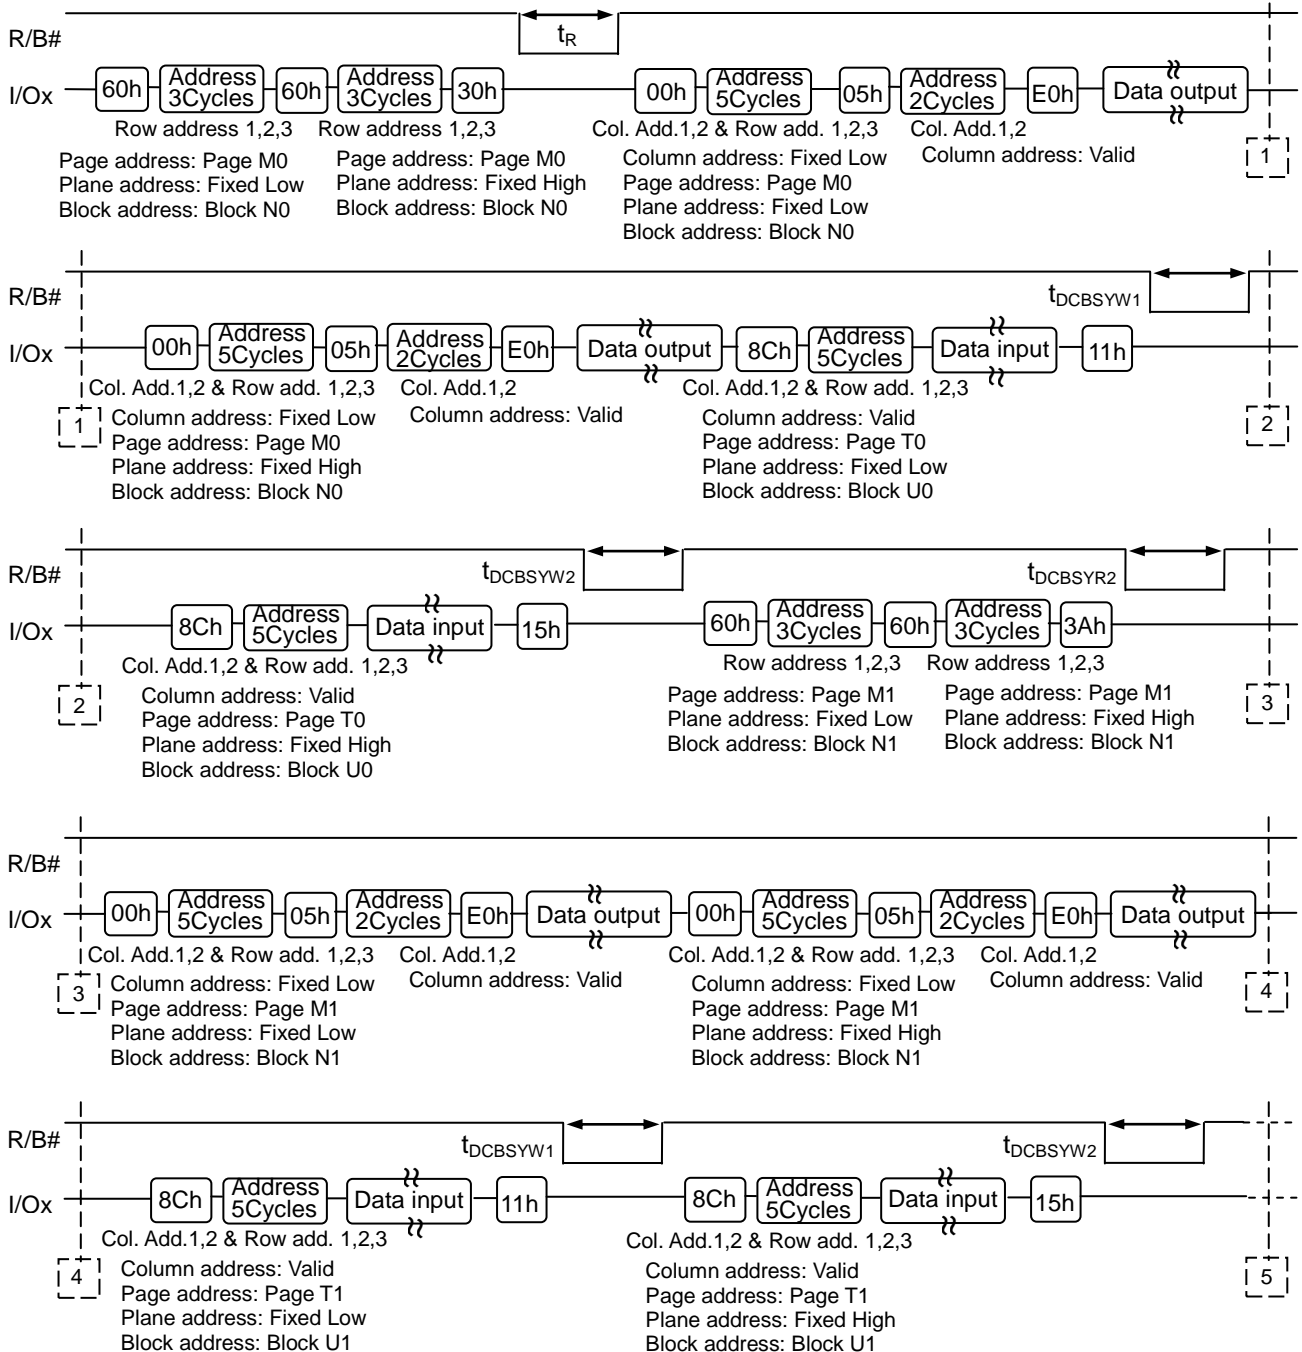 R/B#
tR
I/Ox
60h Address 3Cycles 60h Address 3Cycles 30h 00h Address 5Cycles 05h Address 2Cycles E0h Data output
Row address 1,2,3 Row address 1,2,3 Col. Add.1,2 & Row add. 1,2,3 Col. Add.1,2
Page address: Page M0
Plane address: Fixed Low
Block address: Block N0
Page address: Page M0
Plane address: Fixed High
Block address: Block N0
Column address: Fixed Low
Page address: Page M0
Plane address: Fixed Low
Block address: Block N0
Column address: Valid
1
R/B#
tDCBSYW1
I/Ox
00h Address 5Cycles 05h Address 2Cycles E0h Data output 8Ch Address 5Cycles Data input 11h
Col. Add.1,2 & Row add. 1,2,3 Col. Add.1,2 Col. Add.1,2 & Row add. 1,2,3
1
Column address: Fixed Low
Page address: Page M0
Plane address: Fixed High
Block address: Block N0
Column address: Valid
Column address: Valid
Page address: Page T0
Plane address: Fixed Low
Block address: Block U0
2
R/B#
tDCBSYW2
tDCBSYR2
I/Ox
8Ch Address 5Cycles Data input 15h 60h Address 3Cycles 60h Address 3Cycles 3Ah
Col. Add.1,2 & Row add. 1,2,3 Row address 1,2,3 Row address 1,2,3
2
Column address: Valid
Page address: Page T0
Plane address: Fixed High
Block address: Block U0
Page address: Page M1
Plane address: Fixed Low
Block address: Block N1
Page address: Page M1
Plane address: Fixed High
Block address: Block N1
3
R/B#
I/Ox
00h Address 5Cycles 05h Address 2Cycles E0h Data output 00h Address 5Cycles 05h Address 2Cycles E0h Data output
Col. Add.1,2 & Row add. 1,2,3 Col. Add.1,2 Col. Add.1,2 & Row add. 1,2,3 Col. Add.1,2
3
Column address: Fixed Low
Page address: Page M1
Plane address: Fixed Low
Block address: Block N1
Column address: Valid
Column address: Fixed Low
Page address: Page M1
Plane address: Fixed High
Block address: Block N1
Column address: Valid
4
R/B#
tDCBSYW1
tDCBSYW2
I/Ox
8Ch Address 5Cycles Data input 11h 8Ch Address 5Cycles Data input 15h
Col. Add.1,2 & Row add. 1,2,3 Col. Add.1,2 & Row add. 1,2,3
4
Column address: Valid
Page address: Page T1
Plane address: Fixed Low
Block address: Block U1
Column address: Valid
Page address: Page T1
Plane address: Fixed High
Block address: Block U1
5